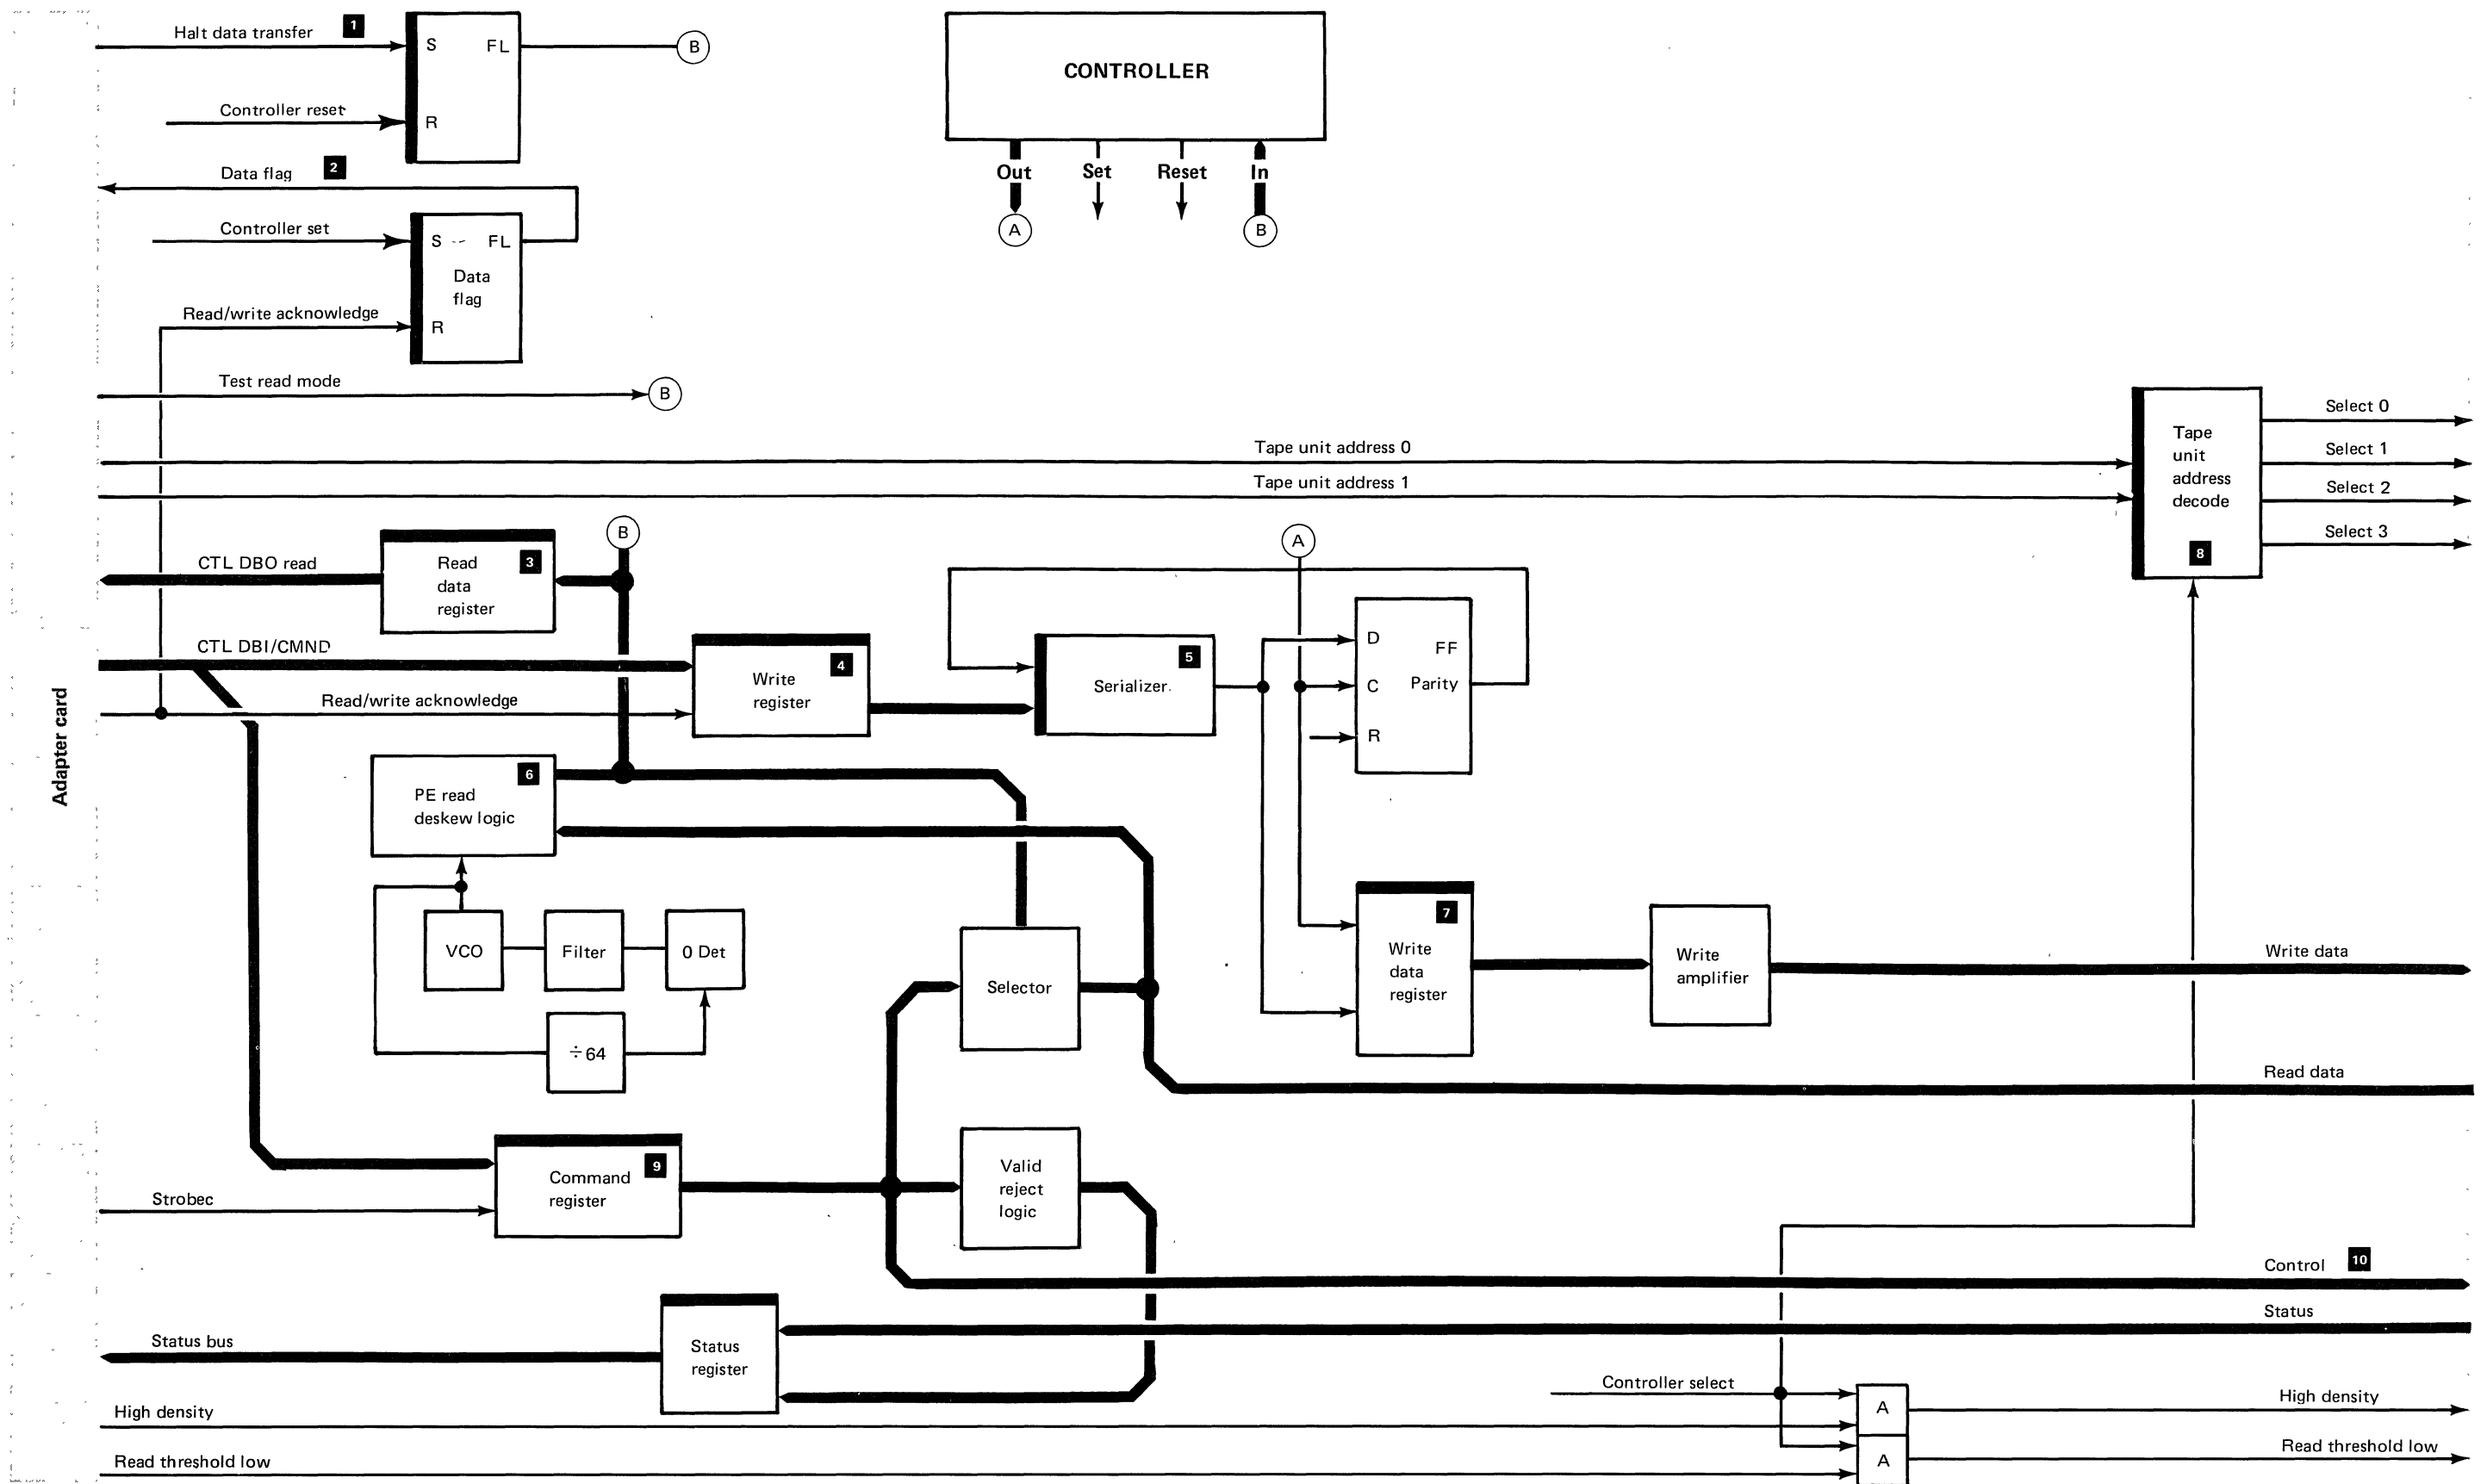 Halt data transfer 1
S FL
B
Controller reset
R
CONTROLLER
Out Set Reset In
A B
Data flag 2
Controller set
S FL
Data
flag
Read/write acknowledge
R
Test read mode
B
Tape unit address 0
Tape unit address 1
Tape
unit
address
decode
8
Select 0
Select 1
Select 2
Select 3
CTL DBO read
Read
data
register
3
B
A
CTL DBI/CMND
Read/write acknowledge
Write
register
4
Serializer
5
D
FF
C Parity
R
Adapter card
PE read
deskew logic
6
VCO
Filter
0 Det
÷64
Selector
Write
data
register
7
Write
amplifier
Write data
Read data
Command
register
9
Strobec
Valid
reject
logic
Control 10
Status
Status bus
Status
register
Controller select
High density
A
High density
Read threshold low
A
Read threshold low